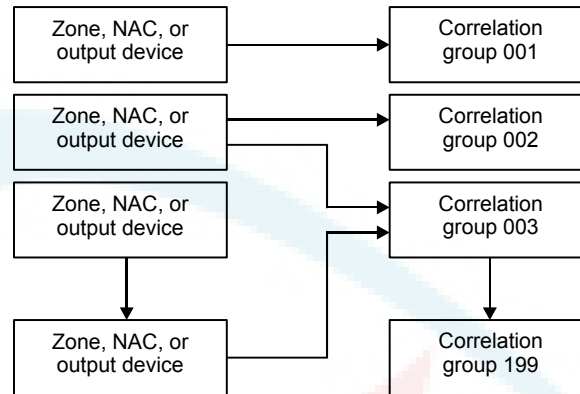 Zone, NAC, or
output device
Correlation
group 001
Zone, NAC, or
output device
Correlation
group 002
Zone, NAC, or
output device
Correlation
group 003
Zone, NAC, or
output device
Correlation
group 199